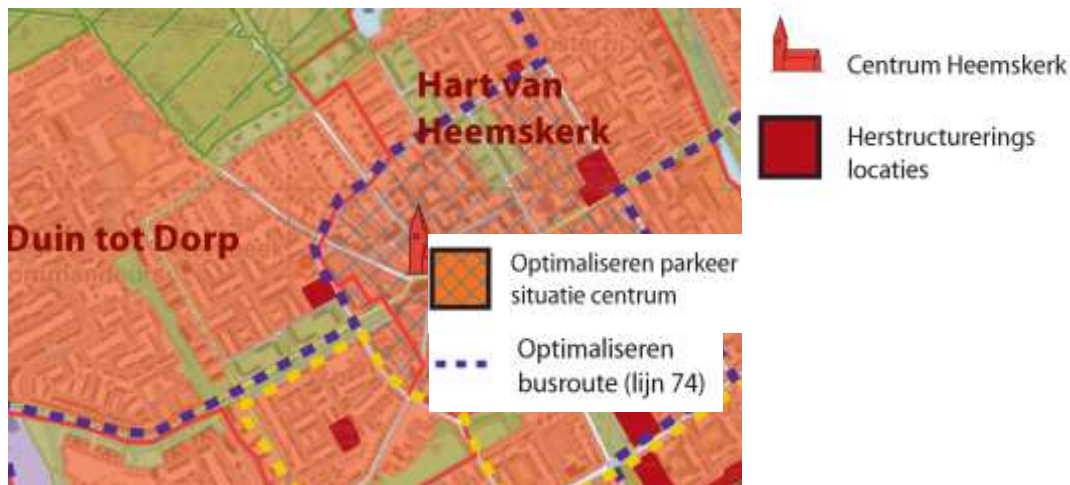 Hart van
Heemskerk
Duin tot Dorp
Optimaliseren parkeer
situatie centrum
Optimaliseren
busroute (lijn 74)
Centrum Heemskerk
Herstructurerings
locaties